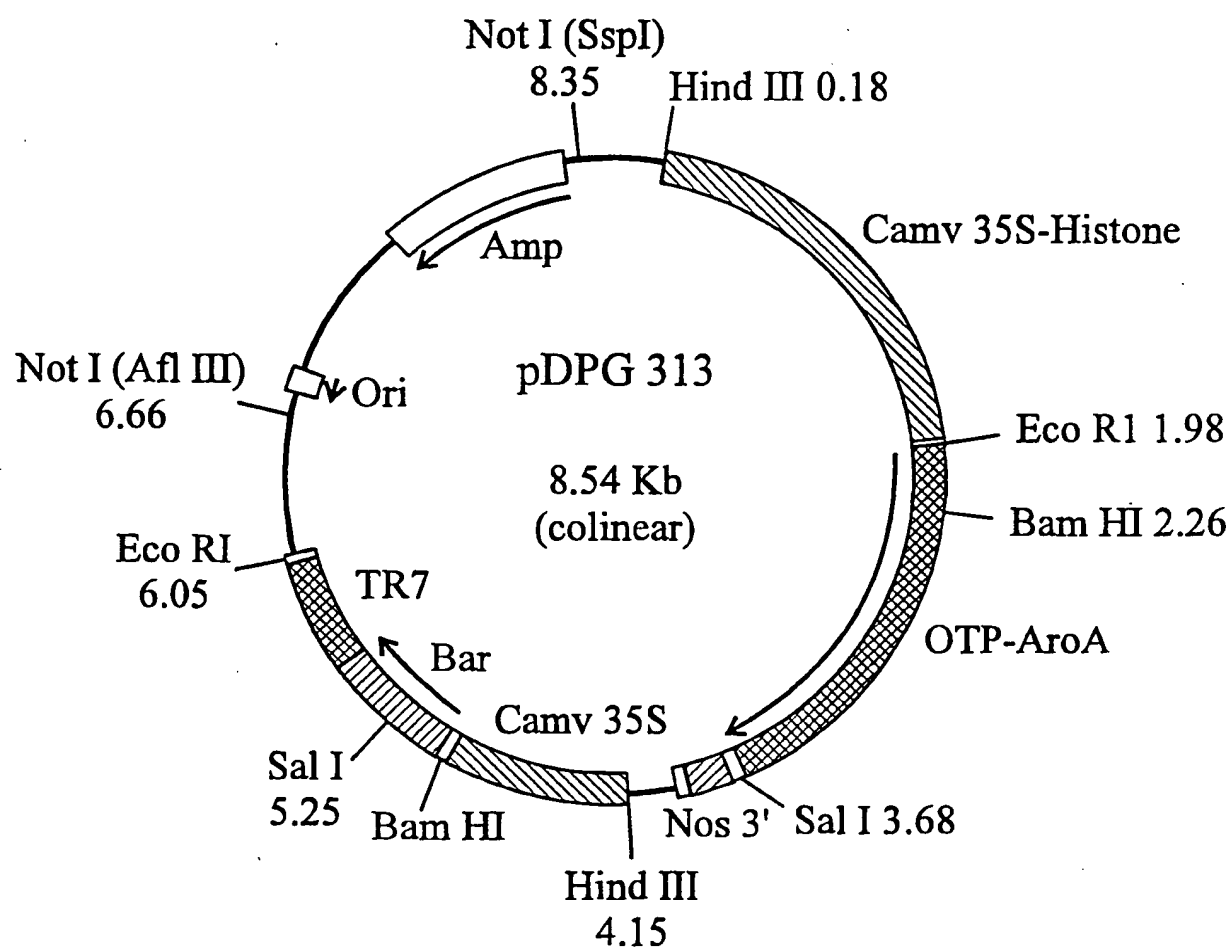 Not I (SspI)
8.35
Hind III 0.18
Camv 35S-Histone
Amp
pDPG 313
Not I (Afl III)
6.66
Ori
Eco R1 1.98
8.54 Kb
(colinear)
Bam HI 2.26
Eco RI
6.05
TR7
OTP-AroA
Bar
Camv 35S
Sal I
5.25
Bam HI
Nos 3' Sal I 3.68
Hind III
4.15